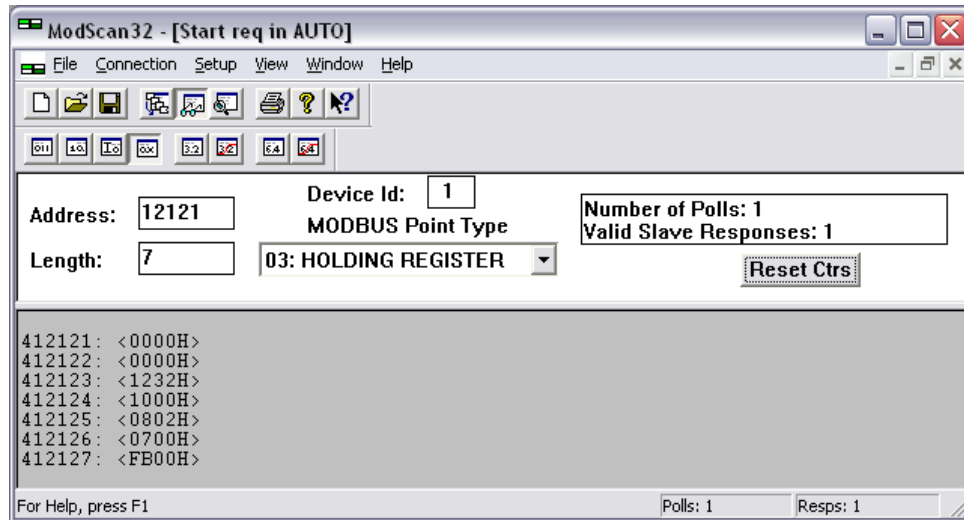 ModScan32 - [Start req in AUTO]
File Connection Setup View Window Help
Address: 12121
Device Id: 1
MODBUS Point Type
Length: 7
03: HOLDING REGISTER
Number of Polls: 1
Valid Slave Responses: 1
Reset Ctrs
412121: <0000H>
412122: <0000H>
412123: <1232H>
412124: <1000H>
412125: <0802H>
412126: <0700H>
412127: <FB00H>
For Help, press F1 Polls: 1 Resps: 1